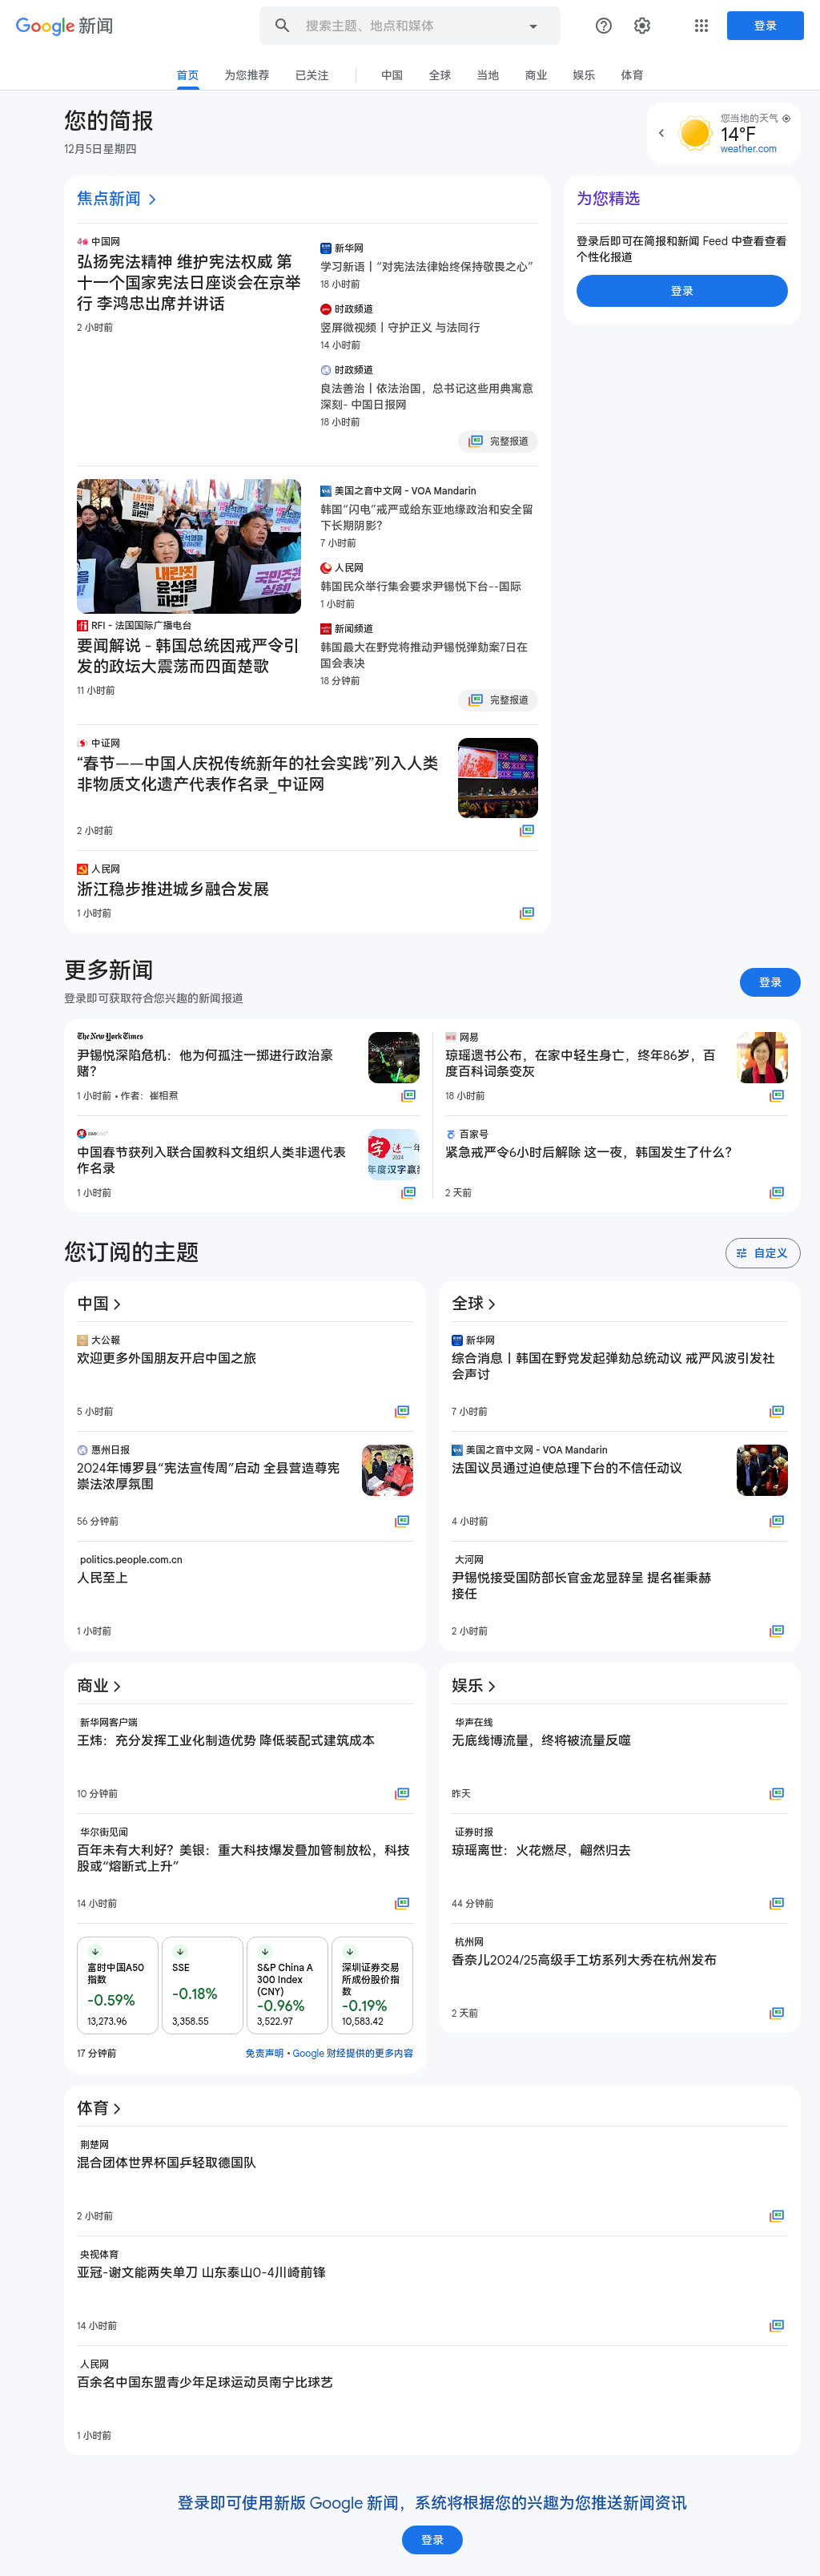 Google 新闻
搜索主题、地点和媒体
登录
首页
为您推荐
已关注
中国
全球
当地
商业
娱乐
体育
您的简报
12月5日星期四
您当地的天气
14°F
weather.com
焦点新闻
中国网
弘扬宪法精神 维护宪法权威 第
十一个国家宪法日座谈会在京举
行 李鸿忠出席并讲话
2 小时前
新华网
学习新语丨“对宪法法律始终保持敬畏之心”
18 小时前
时政频道
竖屏微视频丨守护正义 与法同行
14 小时前
时政频道
良法善治丨依法治国，总书记这些用典寓意
深刻- 中国日报网
18 小时前
完整报道
为您精选
登录后即可在简报和新闻 Feed 中查看查看
个性化报道
登录
내란죄
윤석열
파면!
내란죄
윤석열
파면!
RFI - 法国国际广播电台
要闻解说 - 韩国总统因戒严令引
发的政坛大震荡而四面楚歌
11 小时前
美国之音中文网 - VOA Mandarin
韩国“闪电”戒严或给东亚地缘政治和安全留
下长期阴影？
7 小时前
人民网
韩国民众举行集会要求尹锡悦下台--国际
1 小时前
新闻频道
韩国最大在野党将推动尹锡悦弹劾案7日在
国会表决
18 分钟前
完整报道
中证网
“春节——中国人庆祝传统新年的社会实践”列入人类
非物质文化遗产代表作名录_中证网
2 小时前
人民网
浙江稳步推进城乡融合发展
1 小时前
更多新闻
登录即可获取符合您兴趣的新闻报道
登录
The New York Times
尹锡悦深陷危机：他为何孤注一掷进行政治豪
赌？
1 小时前 • 作者：崔相焄
网易
琼瑶遗书公布，在家中轻生身亡，终年86岁，百
度百科词条变灰
18 小时前
中国春节获列入联合国教科文组织人类非遗代表
作名录
1 小时前
百家号
紧急戒严令6小时后解除 这一夜，韩国发生了什么？
2 天前
您订阅的主题
自定义
中国
大公報
欢迎更多外国朋友开启中国之旅
5 小时前
惠州日报
2024年博罗县“宪法宣传周”启动 全县营造尊宪
崇法浓厚氛围
56 分钟前
politics.people.com.cn
人民至上
1 小时前
全球
新华网
综合消息丨韩国在野党发起弹劾总统动议 戒严风波引发社
会声讨
7 小时前
美国之音中文网 - VOA Mandarin
法国议员通过迫使总理下台的不信任动议
4 小时前
大河网
尹锡悦接受国防部长官金龙显辞呈 提名崔秉赫
接任
2 小时前
商业
新华网客户端
王炜：充分发挥工业化制造优势 降低装配式建筑成本
10 分钟前
华尔街见闻
百年未有大利好？美银：重大科技爆发叠加管制放松，科技
股或“熔断式上升”
14 小时前
富时中国A50
指数
-0.59%
13,273.96
SSE
-0.18%
3,358.55
S&P China A
300 Index
(CNY)
-0.96%
3,522.97
深圳证券交易
所成份股价指
数
-0.19%
10,583.42
17 分钟前
免责声明 • Google 财经提供的更多内容
娱乐
华声在线
无底线博流量，终将被流量反噬
昨天
证券时报
琼瑶离世：火花燃尽，翩然归去
44 分钟前
杭州网
香奈儿2024/25高级手工坊系列大秀在杭州发布
2 天前
体育
荆楚网
混合团体世界杯国乒轻取德国队
2 小时前
央视体育
亚冠-谢文能两失单刀 山东泰山0-4川崎前锋
14 小时前
人民网
百余名中国东盟青少年足球运动员南宁比球艺
1 小时前
登录即可使用新版 Google 新闻，系统将根据您的兴趣为您推送新闻资讯
登录